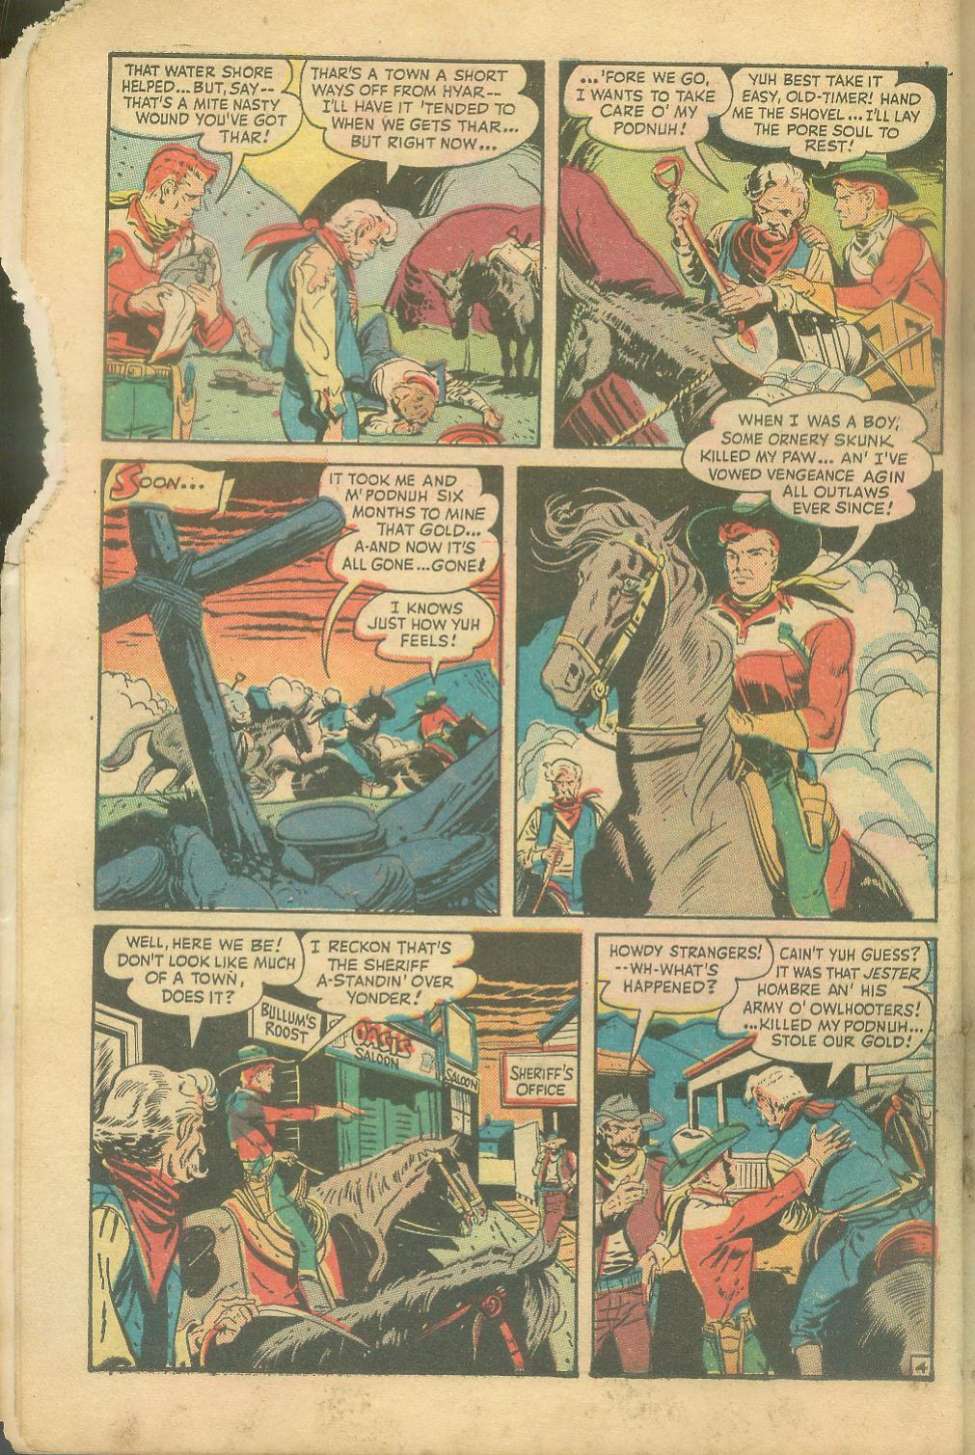 THAT WATER SHORE
HELPED...BUT, SAY--
THAT'S A MITE NASTY
WOUND YOU'VE GOT
THAR!
THAR'S A TOWN A SHORT
WAYS OFF FROM HYAR--
I'LL HAVE IT 'TENDED TO
WHEN WE GETS THAR...
BUT RIGHT NOW...
...'FORE WE GO,
I WANTS TO TAKE
CARE O' MY
PODNUH!
YUH BEST TAKE IT
EASY, OLD-TIMER! HAND
ME THE SHOVEL...I'LL LAY
THE PORE SOUL TO
REST!
SOON...
IT TOOK ME AND
M'PODNUH SIX
MONTHS TO MINE
THAT GOLD...
A-AND NOW IT'S
ALL GONE...GONE!
I KNOWS
JUST HOW YUH
FEELS!
WHEN I WAS A BOY,
SOME ORNERY SKUNK
KILLED MY PAW... AN' I'VE
VOWED VENGEANCE AGIN
ALL OUTLAWS
EVER SINCE!
WELL, HERE WE BE!
DON'T LOOK LIKE MUCH
OF A TOWN,
DOES IT?
I RECKON THAT'S
THE SHERIFF
A-STANDIN' OVER
YONDER!
BULLUM'S
ROOST
OASIS
SALOON
SALOON
SHERIFF'S
OFFICE
HOWDY STRANGERS!
--WH-WHAT'S
HAPPENED?
CAIN'T YUH GUESS?
IT WAS THAT JESTER
HOMBRE AN' HIS
ARMY O' OWLHOOTERS!
...KILLED MY PODNUH...
STOLE OUR GOLD!
4